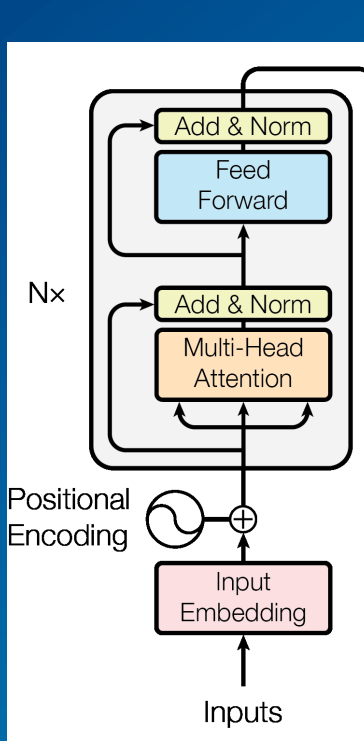 Add & Norm
Feed
Forward
Nx
Add & Norm
Multi-Head
Attention
Positional
Encoding
Input
Embedding
Inputs